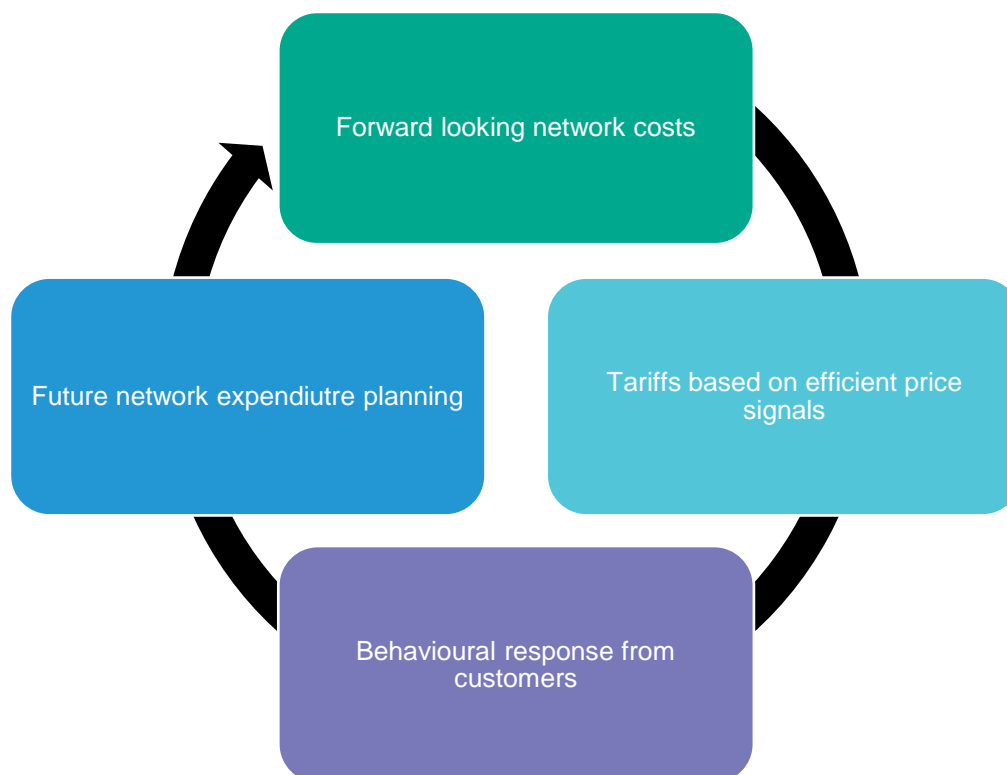 Forward looking network costs
Tariffs based on efficient price
signals
Behavioural response from
customers
Future network expendiutre planning